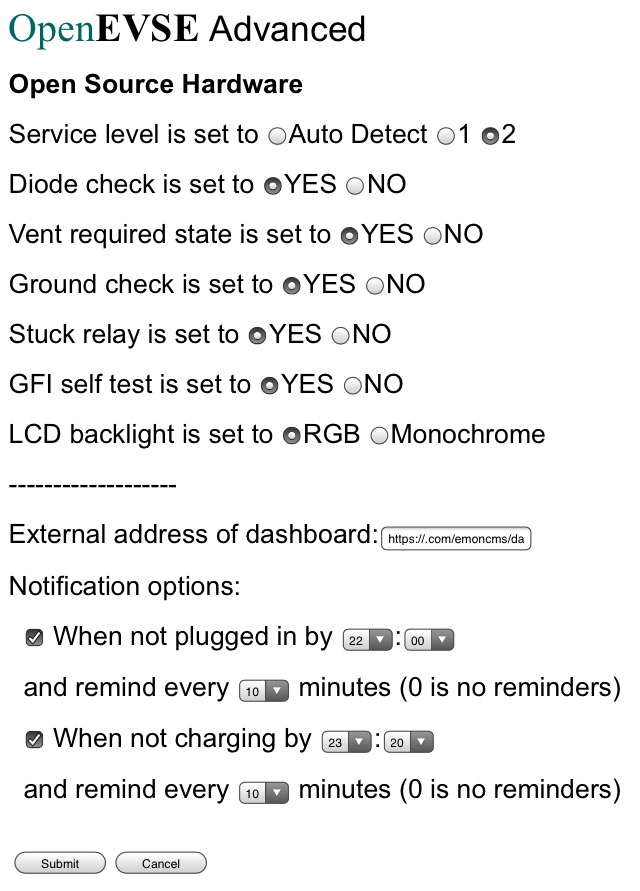 OpenEVSE Advanced
Open Source Hardware
Service level is set to Auto Detect 1 2
Diode check is set to YES NO
Vent required state is set to YES NO
Ground check is set to YES NO
Stuck relay is set to YES NO
GFI self test is set to YES NO
LCD backlight is set to RGB Monochrome
-------------------
External address of dashboard: https://.com/emoncms/da
Notification options:
When not plugged in by 22 : 00
and remind every 10 minutes (0 is no reminders)
When not charging by 23 : 20
and remind every 10 minutes (0 is no reminders)
Submit Cancel